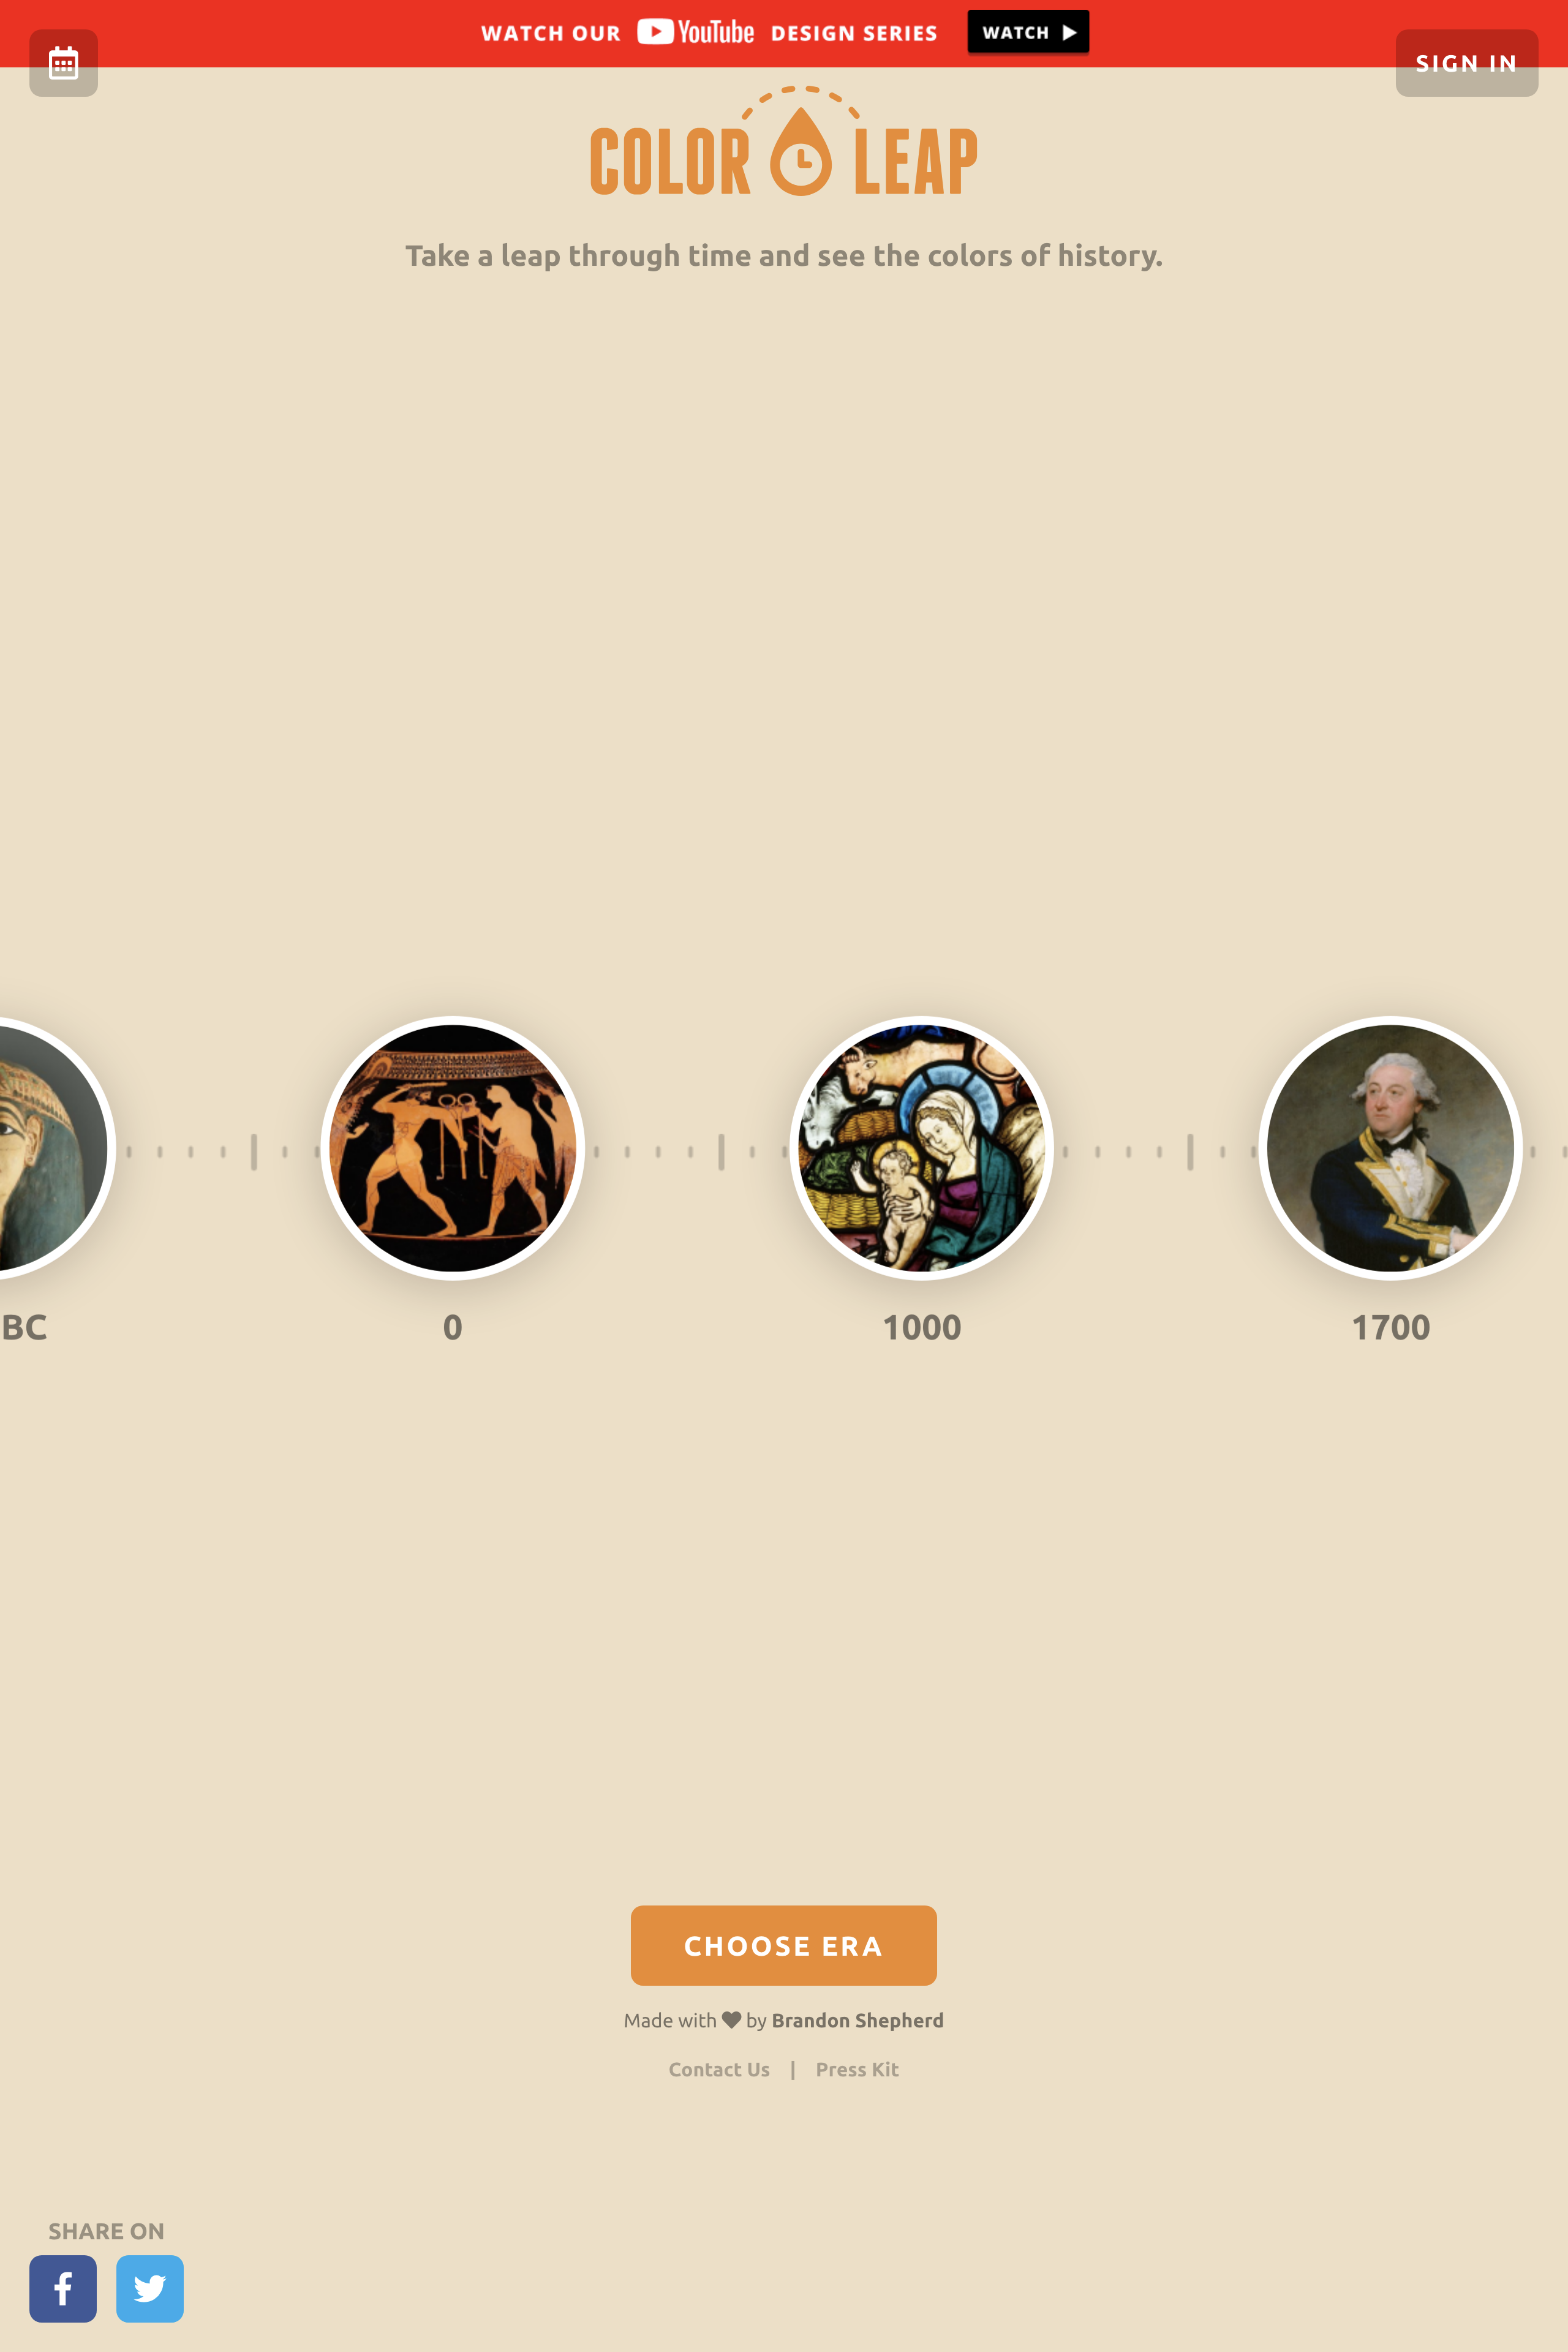 WATCH OUR YouTube DESIGN SERIES WATCH
SIGN IN
COLOR LEAP
Take a leap through time and see the colors of history.
BC
0
1000
1700
CHOOSE ERA
Made with by Brandon Shepherd
Contact Us | Press Kit
SHARE ON